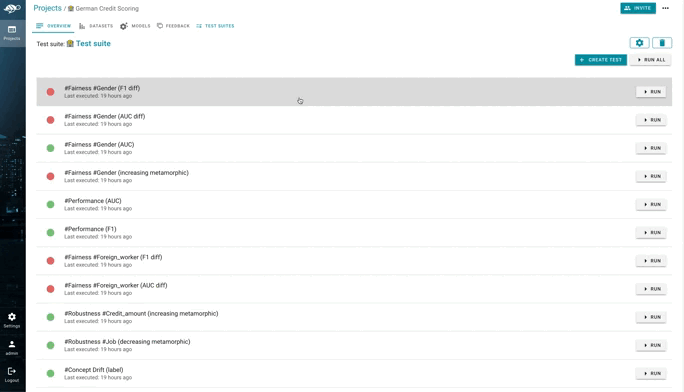 Projects / German Credit Scoring
INVITE
Projects
OVERVIEW DATASETS MODELS FEEDBACK TEST SUITES
Test suite: Test suite
CREATE TEST RUN ALL
#Fairness #Gender (F1 diff)
Last executed: 19 hours ago
RUN
#Fairness #Gender (AUC diff)
Last executed: 19 hours ago
RUN
#Fairness #Gender (AUC)
Last executed: 19 hours ago
RUN
#Fairness #Gender (increasing metamorphic)
Last executed: 19 hours ago
RUN
#Performance (AUC)
Last executed: 19 hours ago
RUN
#Performance (F1)
Last executed: 19 hours ago
RUN
#Fairness #Foreign_worker (F1 diff)
Last executed: 19 hours ago
RUN
#Fairness #Foreign_worker (AUC diff)
Last executed: 19 hours ago
RUN
#Robustness #Credit_amount (increasing metamorphic)
Last executed: 19 hours ago
RUN
#Robustness #Job (decreasing metamorphic)
Last executed: 19 hours ago
RUN
#Concept Drift (label)
Last executed: 19 hours ago
RUN
Settings
admin
Logout